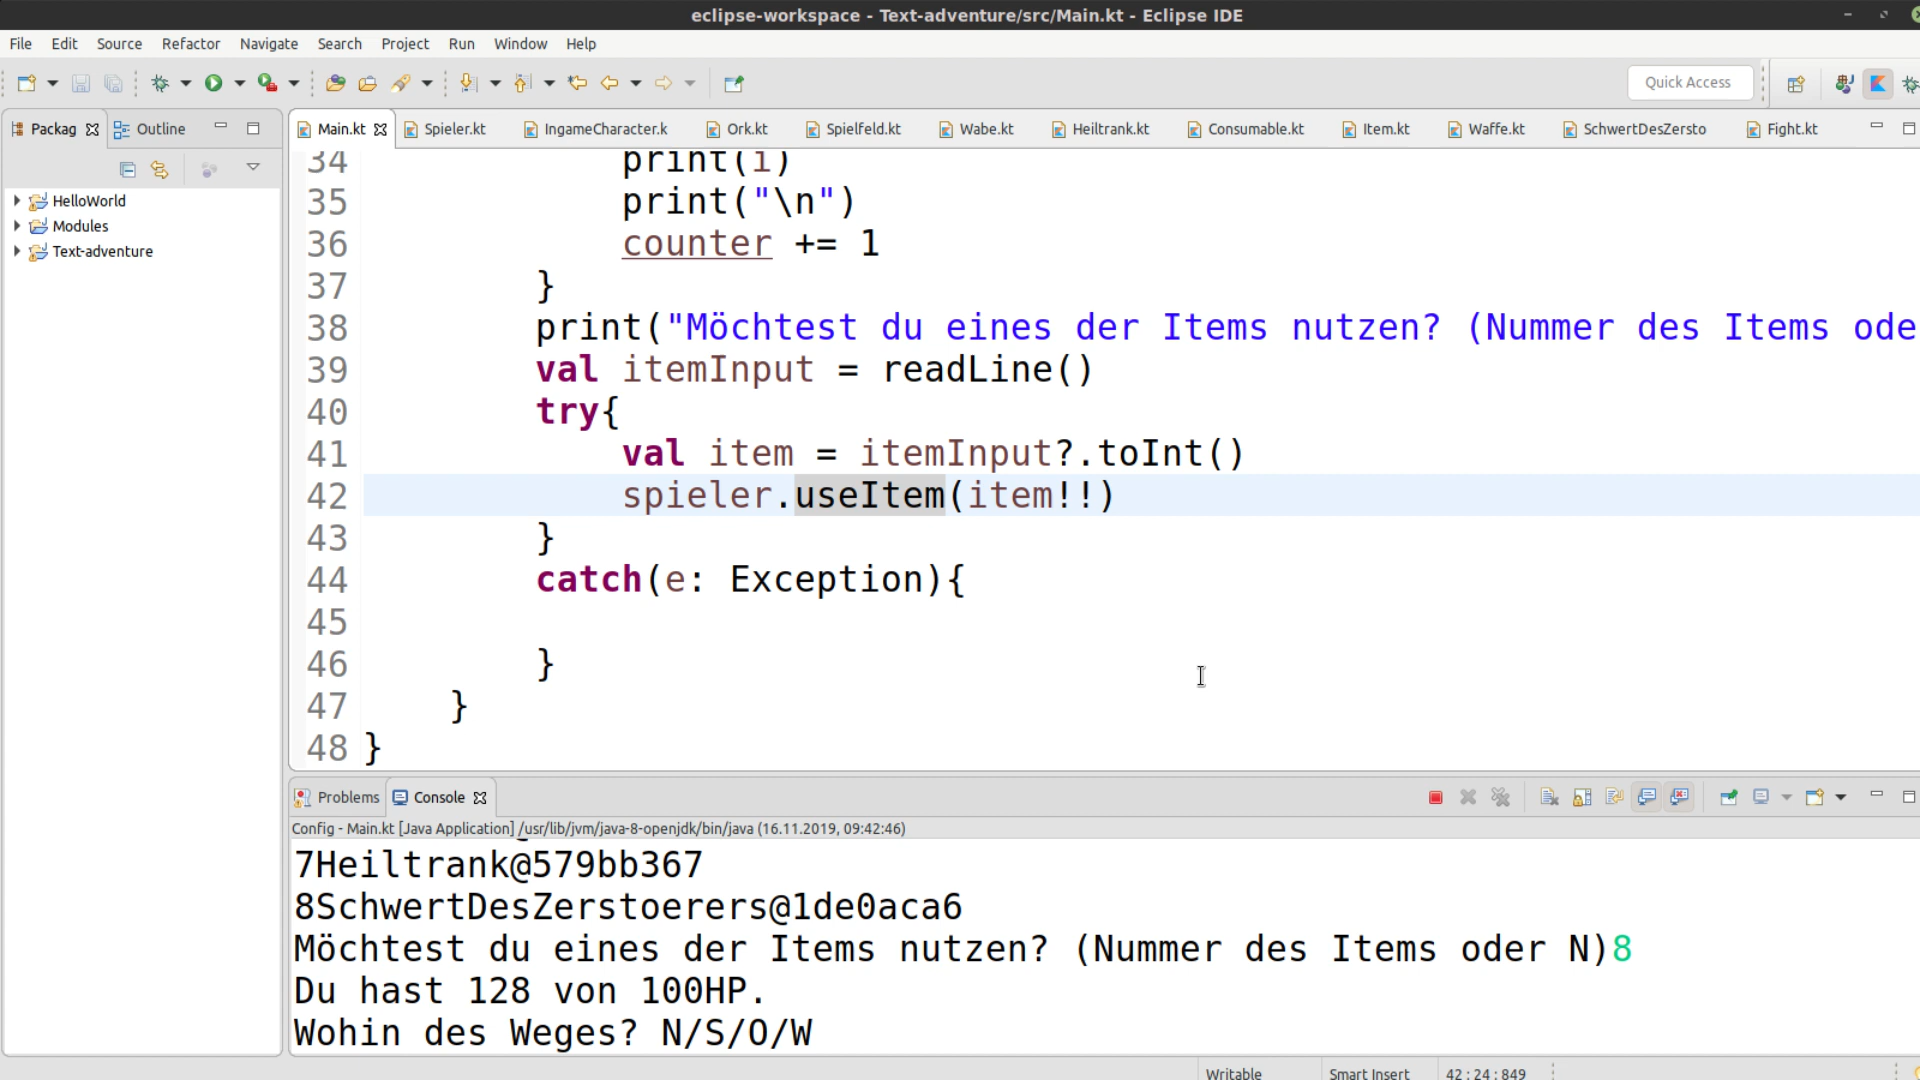 eclipse-workspace - Text-adventure/src/Main.kt - Eclipse IDE
File Edit Source Refactor Navigate Search Project Run Window Help
Quick Access
Packag Outline
Main.kt Spieler.kt IngameCharacter.k Ork.kt Spielfeld.kt Wabe.kt Heiltrank.kt Consumable.kt Item.kt Waffe.kt SchwertDesZersto Fight.kt
HelloWorld
Modules
Text-adventure
34 print(i)
35 print("\n")
36 counter += 1
37 }
38 print("Möchtest du eines der Items nutzen? (Nummer des Items ode
39 val itemInput = readLine()
40 try{
41 val item = itemInput?.toInt()
42 spieler.useItem(item!!)
43 }
44 catch(e: Exception){
45
46 }
47 }
48 }
Problems Console
Config - Main.kt [Java Application] /usr/lib/jvm/java-8-openjdk/bin/java (16.11.2019, 09:42:46)
7Heiltrank@579bb367
8SchwertDesZerstoerers@1de0aca6
Möchtest du eines der Items nutzen? (Nummer des Items oder N)8
Du hast 128 von 100HP.
Wohin des Weges? N/S/O/W
Writable Smart Insert 42 : 24 : 849